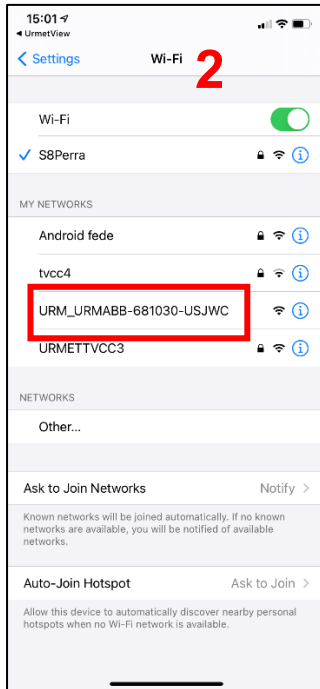 15:01
◀ UrmetView
Settings
Wi-Fi
2
Wi-Fi
S8Perra
MY NETWORKS
Android fede
tvcc4
URM_URMABB-681030-USJWC
URMETTVCC3
NETWORKS
Other...
Ask to Join Networks Notify
Known networks will be joined automatically. If no known
networks are available, you will be notified of available
networks.
Auto-Join Hotspot Ask to Join
Allow this device to automatically discover nearby personal
hotspots when no Wi-Fi network is available.